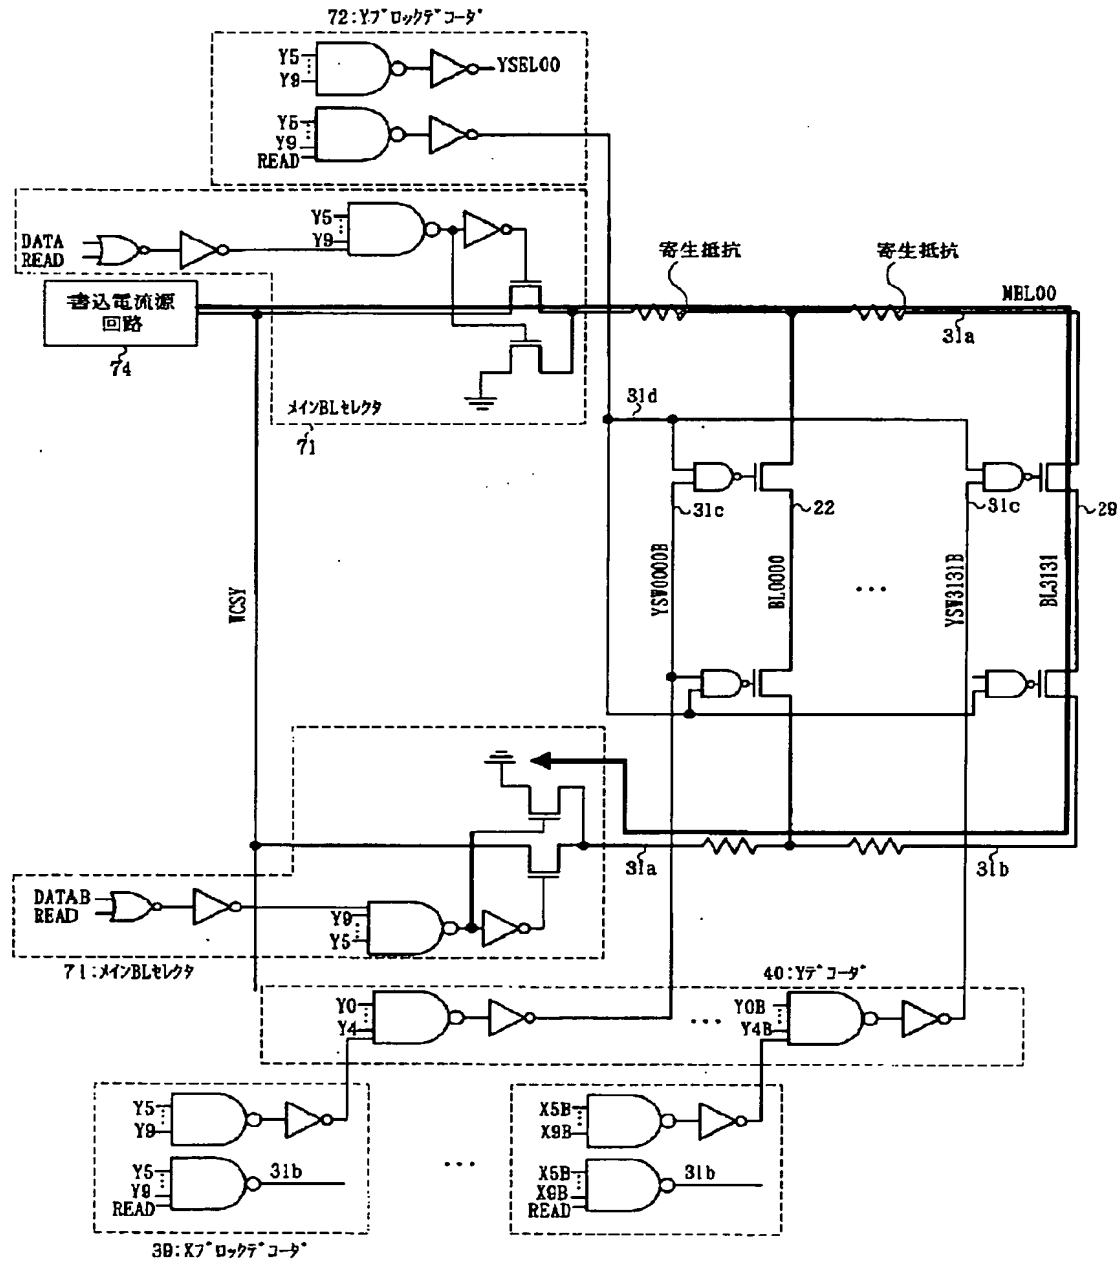 72:Yﾌﾞﾛｯｸﾃﾞｺｰﾀﾞ
Y5
Y9
YSEL00
Y5
Y9
READ
DATA
READ
Y5
Y9
寄生抵抗
寄生抵抗
MBL00
書込電流源
回路
74
31a
ﾒｲﾝBLｾﾚｸﾀ
71
31d
31c
22
31c
29
WCSY
YSW0000B
BL0000
...
YSW3131B
BL3131
31a
31b
DATAB
READ
Y9
Y5
71:ﾒｲﾝBLｾﾚｸﾀ
40:Yﾃﾞｺｰﾀﾞ
Y0
Y4
...
Y0B
Y4B
Y5
Y9
X5B
X9B
Y5
Y9
READ
31b
...
X5B
X9B
READ
31b
39:Xﾌﾞﾛｯｸﾃﾞｺｰﾀﾞ